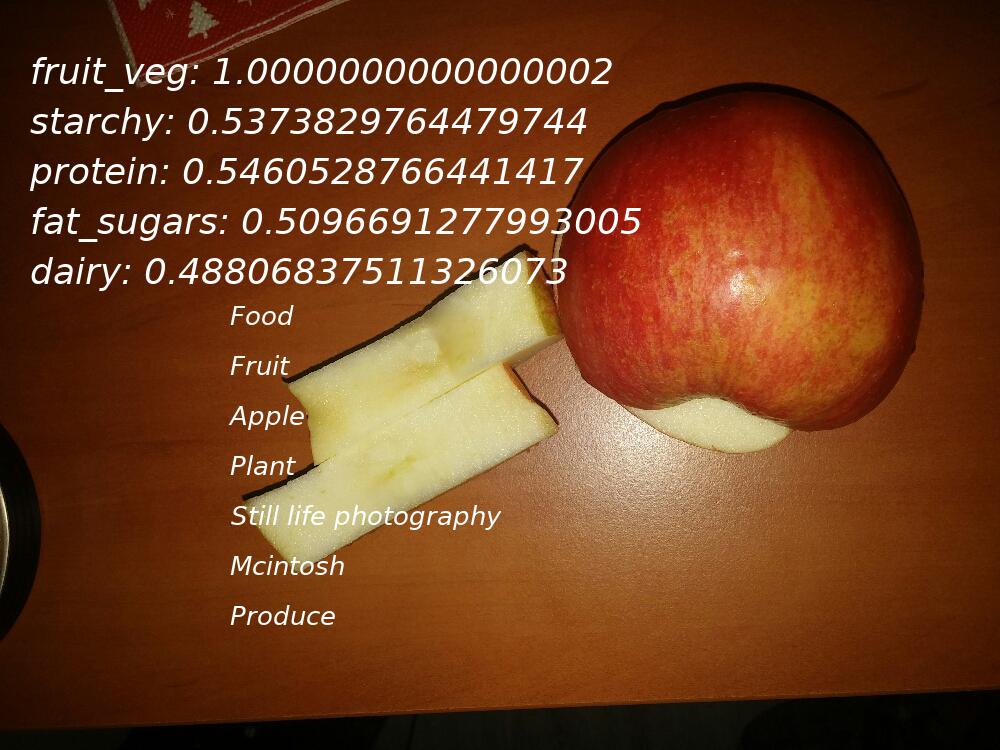 fruit_veg: 1.0000000000000002
starchy: 0.5373829764479744
protein: 0.5460528766441417
fat_sugars: 0.5096691277993005
dairy: 0.48806837511326073
Food
Fruit
Apple
Plant
Still life photography
Mcintosh
Produce